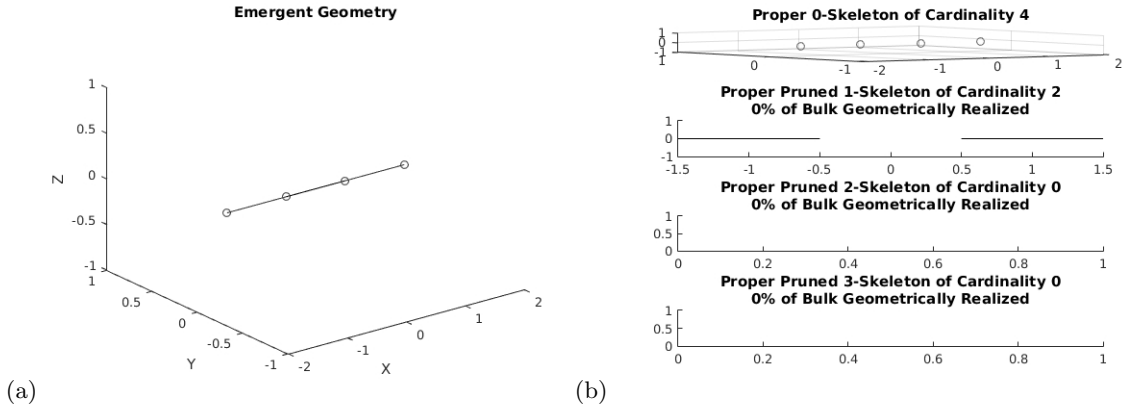 Emergent Geometry
1
0.5
0
-0.5
-1
Z
1
0.5
0
-0.5
-1
Y
-2
-1
0
1
2
X
(a)
Proper 0-Skeleton of Cardinality 4
1
0
-1
1
0
-1
-2
-1
0
1
2
Proper Pruned 1-Skeleton of Cardinality 2
0% of Bulk Geometrically Realized
1
0
-1
-1.5 -1 -0.5 0 0.5 1 1.5
Proper Pruned 2-Skeleton of Cardinality 0
0% of Bulk Geometrically Realized
1
0.5
0
0 0.2 0.4 0.6 0.8 1
Proper Pruned 3-Skeleton of Cardinality 0
0% of Bulk Geometrically Realized
1
0.5
0
0 0.2 0.4 0.6 0.8 1
(b)